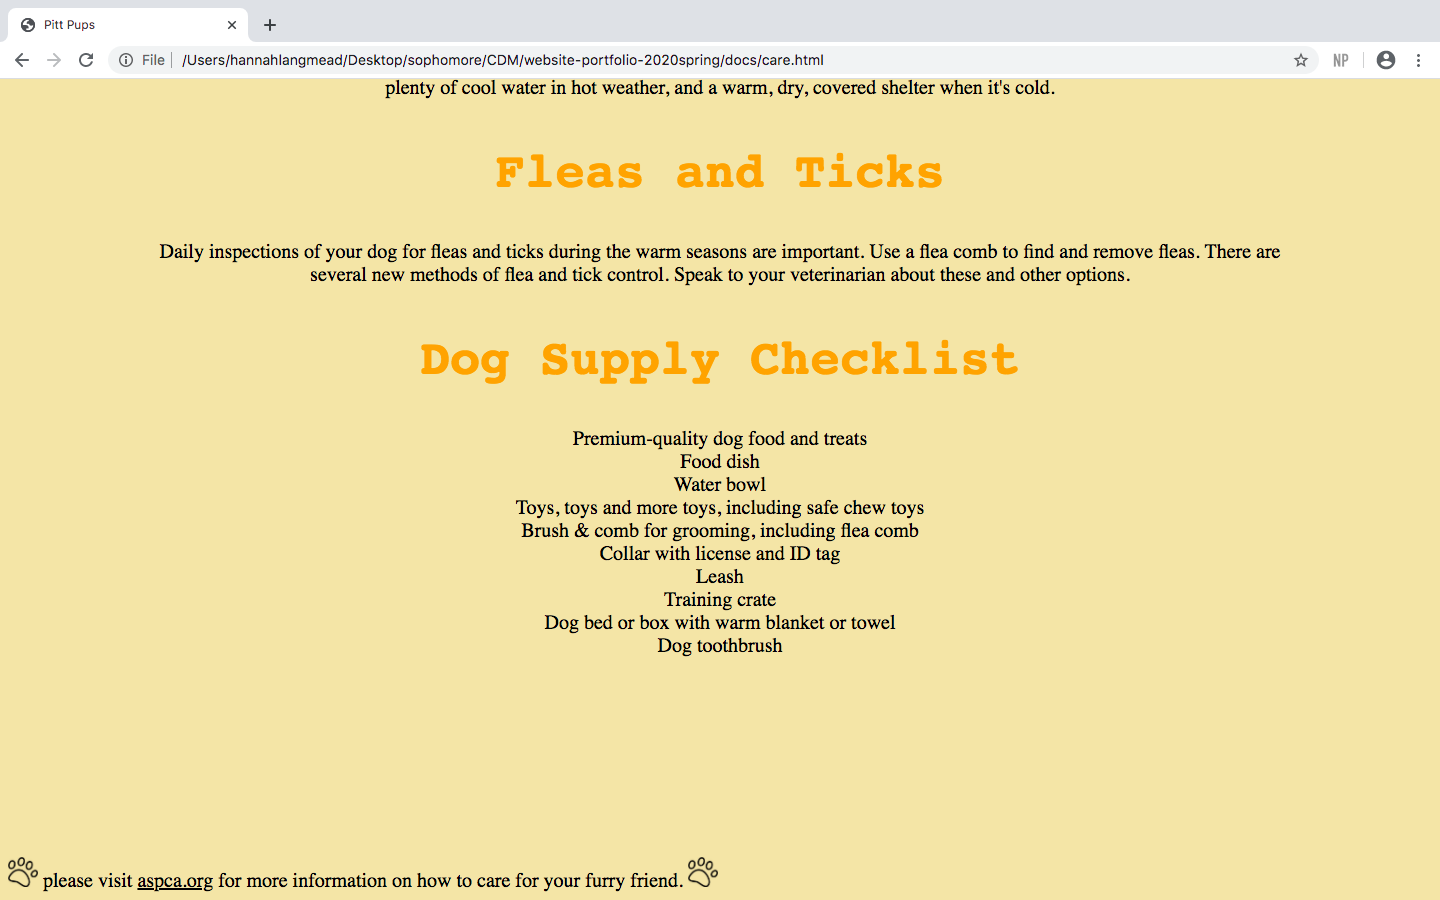 Pitt Pups
File
/Users/hannahlangmead/Desktop/sophomore/CDM/website-portfolio-2020spring/docs/care.html
NP
plenty of cool water in hot weather, and a warm, dry, covered shelter when it's cold.
Fleas and Ticks
Daily inspections of your dog for fleas and ticks during the warm seasons are important. Use a flea comb to find and remove fleas. There are
several new methods of flea and tick control. Speak to your veterinarian about these and other options.
Dog Supply Checklist
Premium-quality dog food and treats
Food dish
Water bowl
Toys, toys and more toys, including safe chew toys
Brush & comb for grooming, including flea comb
Collar with license and ID tag
Leash
Training crate
Dog bed or box with warm blanket or towel
Dog toothbrush
please visit aspca.org for more information on how to care for your furry friend.